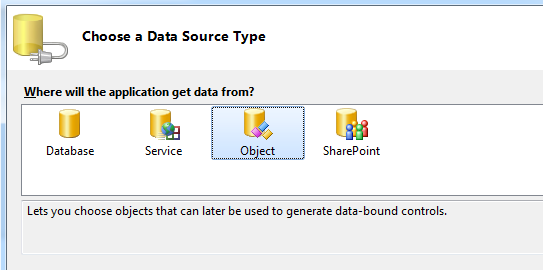 Choose a Data Source Type
Where will the application get data from?
Database Service Object SharePoint
Lets you choose objects that can later be used to generate data-bound controls.